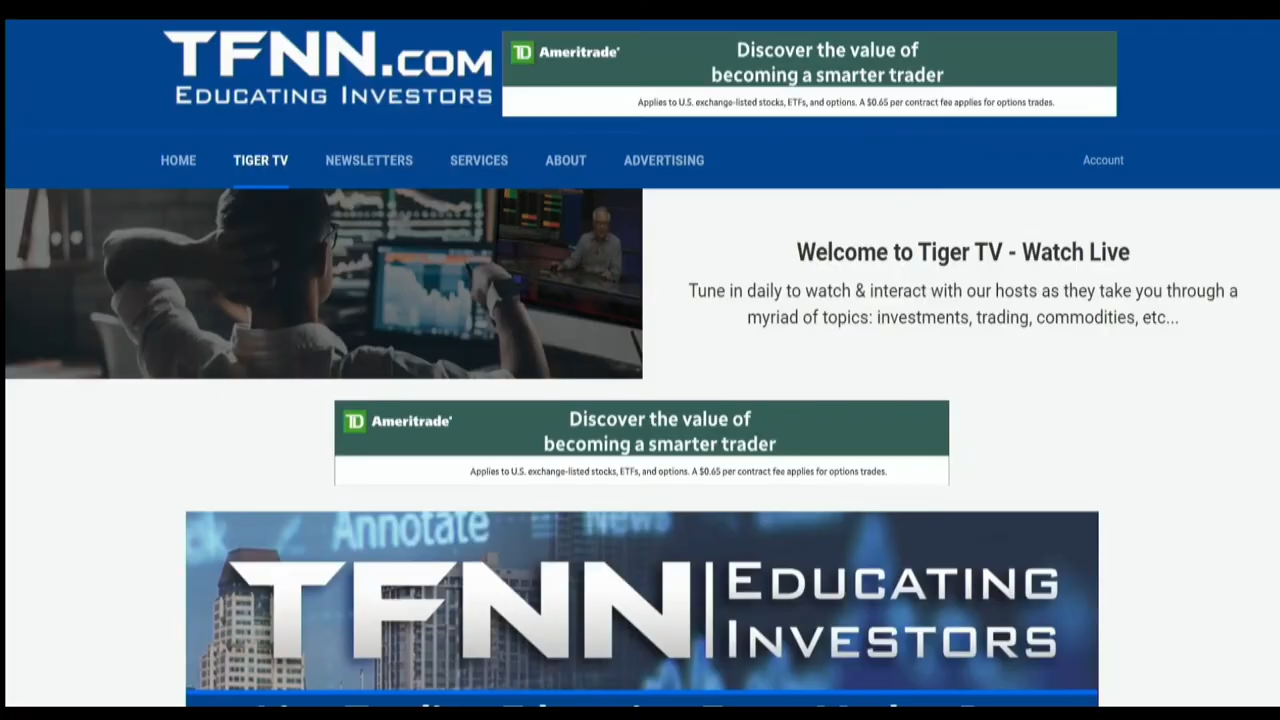 TFNN.COM
EDUCATING INVESTORS
TD Ameritrade
Discover the value of
becoming a smarter trader
Applies to U.S. exchange-listed stocks, ETFs, and options. A $0.65 per contract fee applies for options trades.
HOME TIGER TV NEWSLETTERS SERVICES ABOUT ADVERTISING Account
Welcome to Tiger TV - Watch Live
Tune in daily to watch & interact with our hosts as they take you through a
myriad of topics: investments, trading, commodities, etc...
TD Ameritrade
Discover the value of
becoming a smarter trader
Applies to U.S. exchange-listed stocks, ETFs, and options. A $0.65 per contract fee applies for options trades.
Annotate News
TFNN EDUCATING
INVESTORS